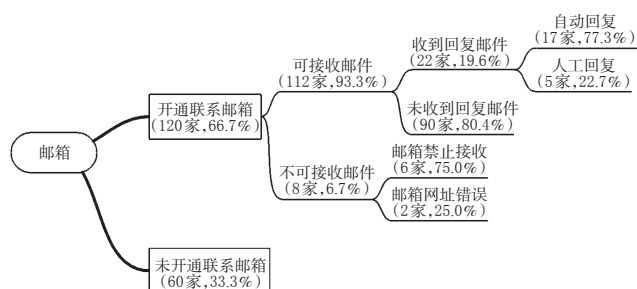 邮箱
开通联系邮箱
(120家,66.7%)
可接收邮件
(112家,93.3%)
收到回复邮件
(22家,19.6%)
自动回复
(17家,77.3%)
人工回复
(5家,22.7%)
未收到回复邮件
(90家,80.4%)
不可接收邮件
(8家,6.7%)
邮箱禁止接收
(6家,75.0%)
邮箱网址错误
(2家,25.0%)
未开通联系邮箱
(60家,33.3%)